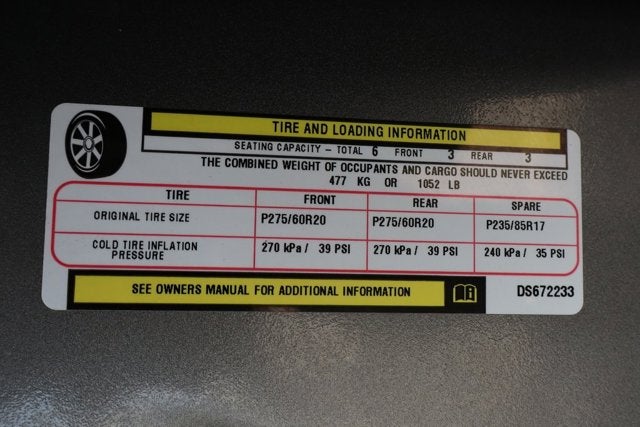 TIRE AND LOADING INFORMATION
SEATING CAPACITY - TOTAL 6 FRONT 3 REAR 3
THE COMBINED WEIGHT OF OCCUPANTS AND CARGO SHOULD NEVER EXCEED
477 KG OR 1052 LB
TIRE FRONT REAR SPARE
ORIGINAL TIRE SIZE P275/60R20 P275/60R20 P235/85R17
COLD TIRE INFLATION PRESSURE 270 kPa / 39 PSI 270 kPa / 39 PSI 240 kPa / 35 PSI
SEE OWNERS MANUAL FOR ADDITIONAL INFORMATION DS672233